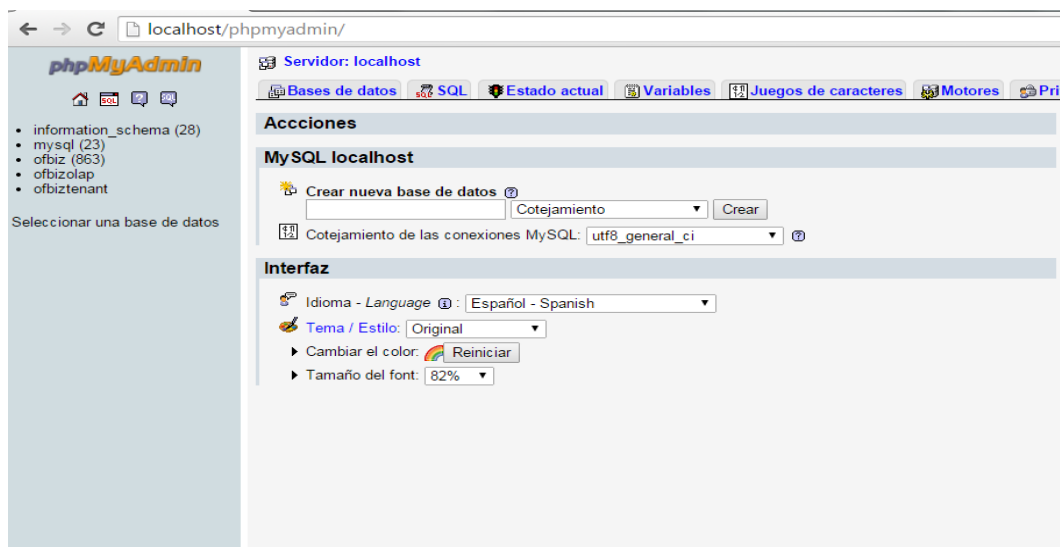 localhost/phpmyadmin/
phpMyAdmin
SQL
information_schema (28)
mysql (23)
ofbiz (863)
ofbizolap
ofbiztenant
Seleccionar una base de datos
Servidor: localhost
Bases de datos SQL Estado actual Variables Juegos de caracteres Motores Pri
Accciones
MySQL localhost
Crear nueva base de datos
Cotejamiento Crear
Cotejamiento de las conexiones MySQL: utf8_general_ci
Interfaz
Idioma - Language : Español - Spanish
Tema / Estilo: Original
Cambiar el color: Reiniciar
Tamaño del font: 82%